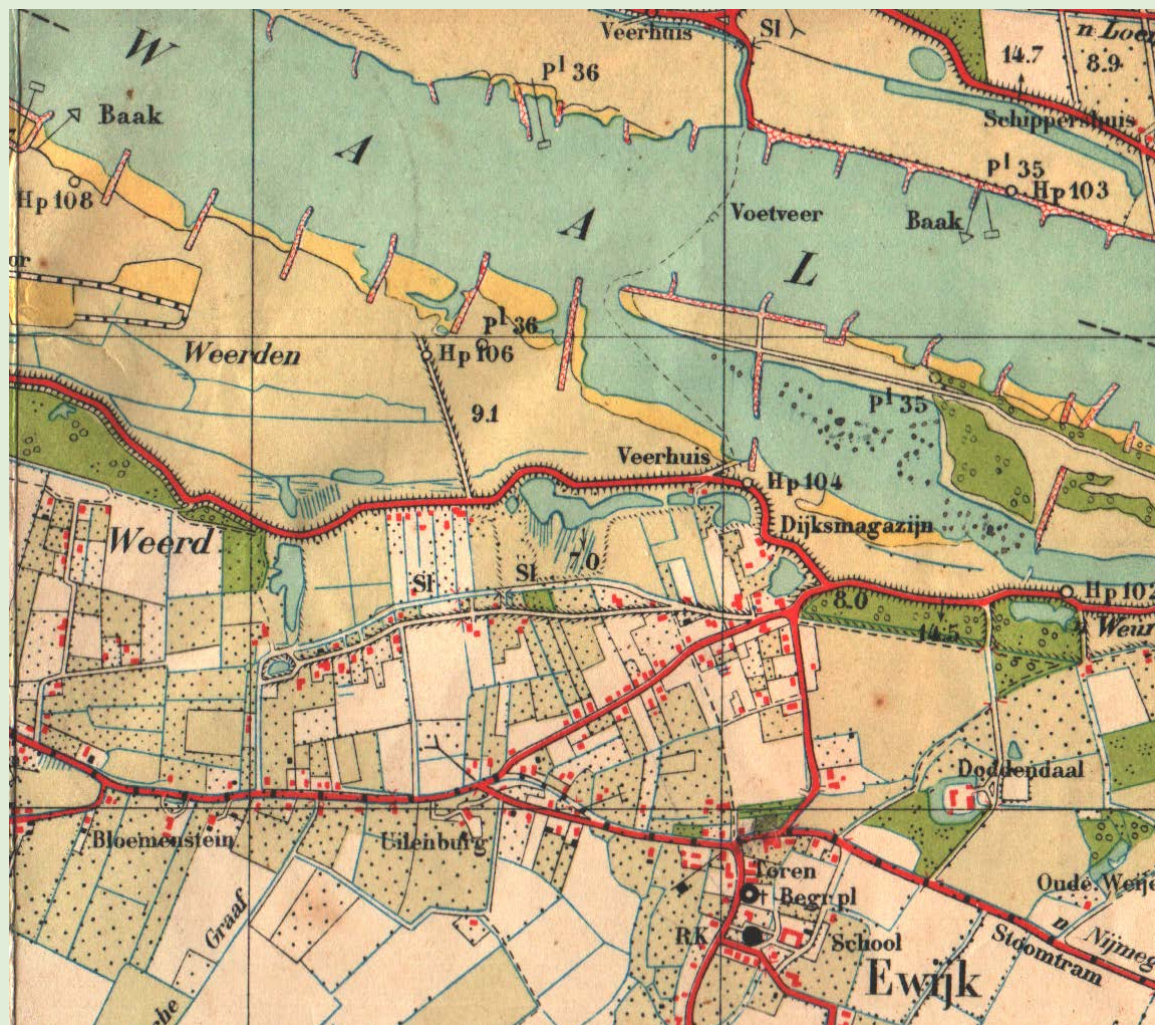 Veerhuis
Sl
n Loen
14.7
8.9
W
A
A
L
Baak
pl 36
Schippershuis
pl 35
Hp 103
Hp 108
Voetveer
Baak
or
pl 36
Hp 106
Weerden
9.1
pl 35
Veerhuis
Hp 104
Dijksmagazijn
Weerd
7.0
Sl
Sl
8.0
14.5
Hp 102
Weur
Doddendaal
Bloemenstein
Uilenburg
Toren
Begr. pl
Oude Weije
Graaf
RK
School
Stoomtram
Nijmeg
Ewijk
che